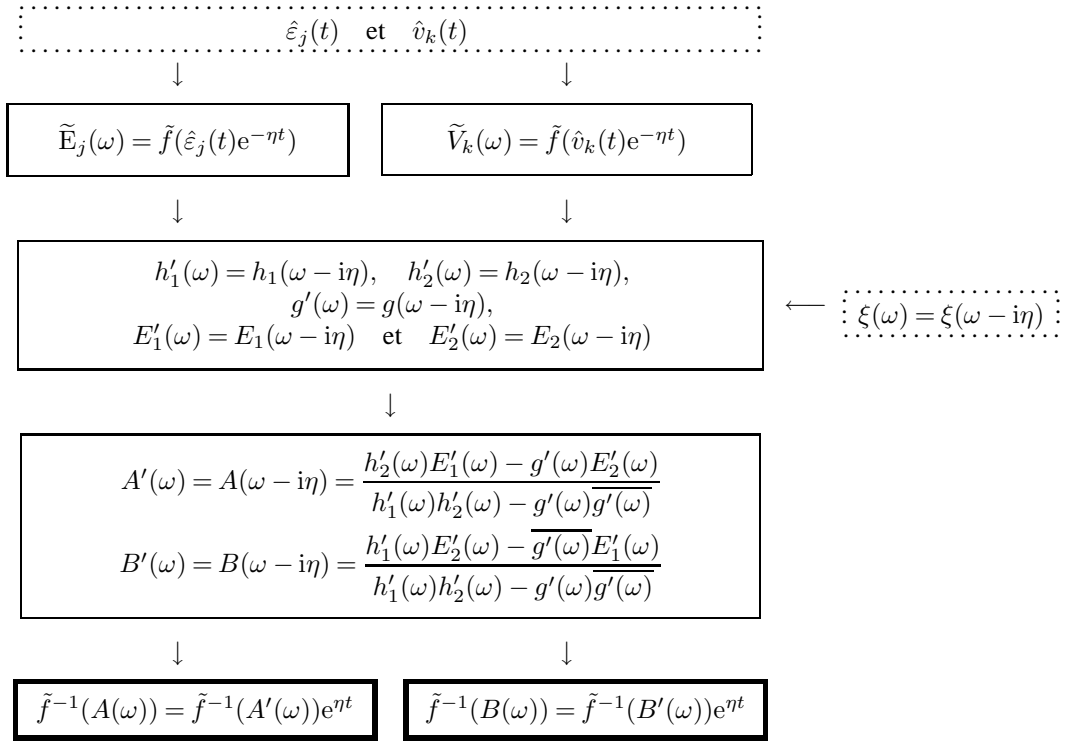 ε̂_j(t) et v̂_k(t)
↓ ↓
Ẽ_j(ω) = f̃(ε̂_j(t)e^{−ηt}) Ṽ_k(ω) = f̃(v̂_k(t)e^{−ηt})
↓ ↓
h′_1(ω) = h_1(ω − iη), h′_2(ω) = h_2(ω − iη),
g′(ω) = g(ω − iη),
E′_1(ω) = E_1(ω − iη) et E′_2(ω) = E_2(ω − iη)
⟵ ξ(ω) = ξ(ω − iη)
↓
A′(ω) = A(ω − iη) = \frac{h′_2(ω)E′_1(ω) − g′(ω)E′_2(ω)}{h′_1(ω)h′_2(ω) − g′(ω)\overline{g′(ω)}}
B′(ω) = B(ω − iη) = \frac{h′_1(ω)E′_2(ω) − \overline{g′(ω)}E′_1(ω)}{h′_1(ω)h′_2(ω) − g′(ω)\overline{g′(ω)}}
↓ ↓
f̃^{−1}(A(ω)) = f̃^{−1}(A′(ω))e^{ηt} f̃^{−1}(B(ω)) = f̃^{−1}(B′(ω))e^{ηt}